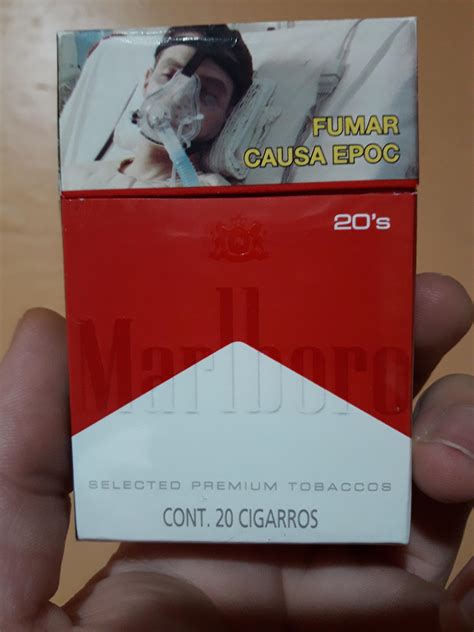 FUMAR
CAUSA EPOC
20's
Marlboro
SELECTED PREMIUM TOBACCOS
CONT. 20 CIGARROS